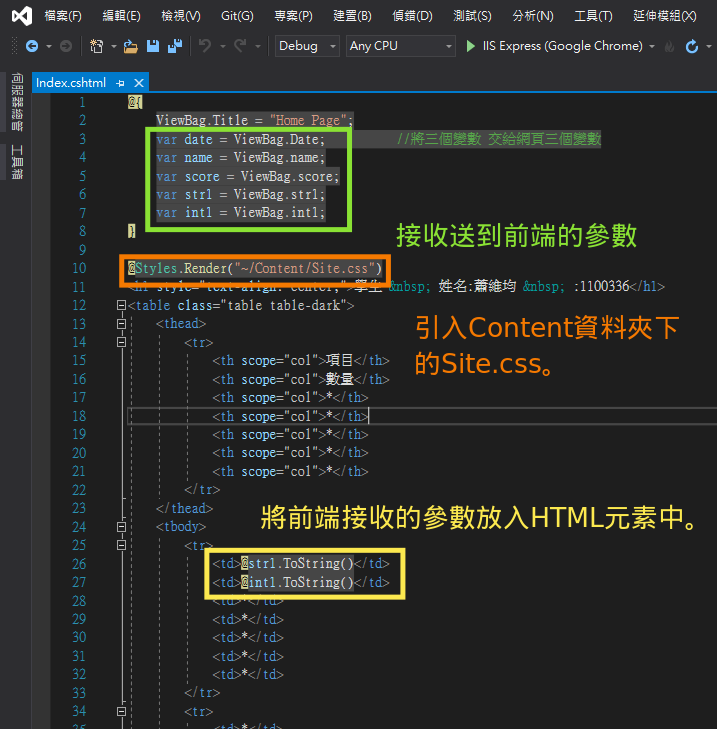 檔案(F) 編輯(E) 檢視(V) Git(G) 專案(P) 建置(B) 偵錯(D) 測試(S) 分析(N) 工具(T) 延伸模組(X)
Debug Any CPU IIS Express (Google Chrome)
伺服器總管
工具箱
Index.cshtml
1 @{
2 ViewBag.Title = "Home Page";
3 var date = ViewBag.Date; //將三個變數 交給網頁三個變數
4 var name = ViewBag.name;
5 var score = ViewBag.score;
6 var str1 = ViewBag.str1;
7 var int1 = ViewBag.int1;
接收送到前端的參數
8 }
9
10 @Styles.Render("~/Content/Site.css")
11 <h1 style="text-align: center;">學生 &nbsp; 姓名:蕭維均 &nbsp; :1100336</h1>
12 <table class="table table-dark">
引入Content資料夾下
的Site.css。
13 <thead>
14 <tr>
15 <th scope="col">項目</th>
16 <th scope="col">數量</th>
17 <th scope="col">*</th>
18 <th scope="col">*</th>
19 <th scope="col">*</th>
20 <th scope="col">*</th>
21 <th scope="col">*</th>
22 </tr>
23 </thead>
將前端接收的參數放入HTML元素中。
24 <tbody>
25 <tr>
26 <td>@str1.ToString()</td>
27 <td>@int1.ToString()</td>
28 <td>*</td>
29 <td>*</td>
30 <td>*</td>
31 <td>*</td>
32 <td>*</td>
33 </tr>
34 <tr>
35 <td>*</td>